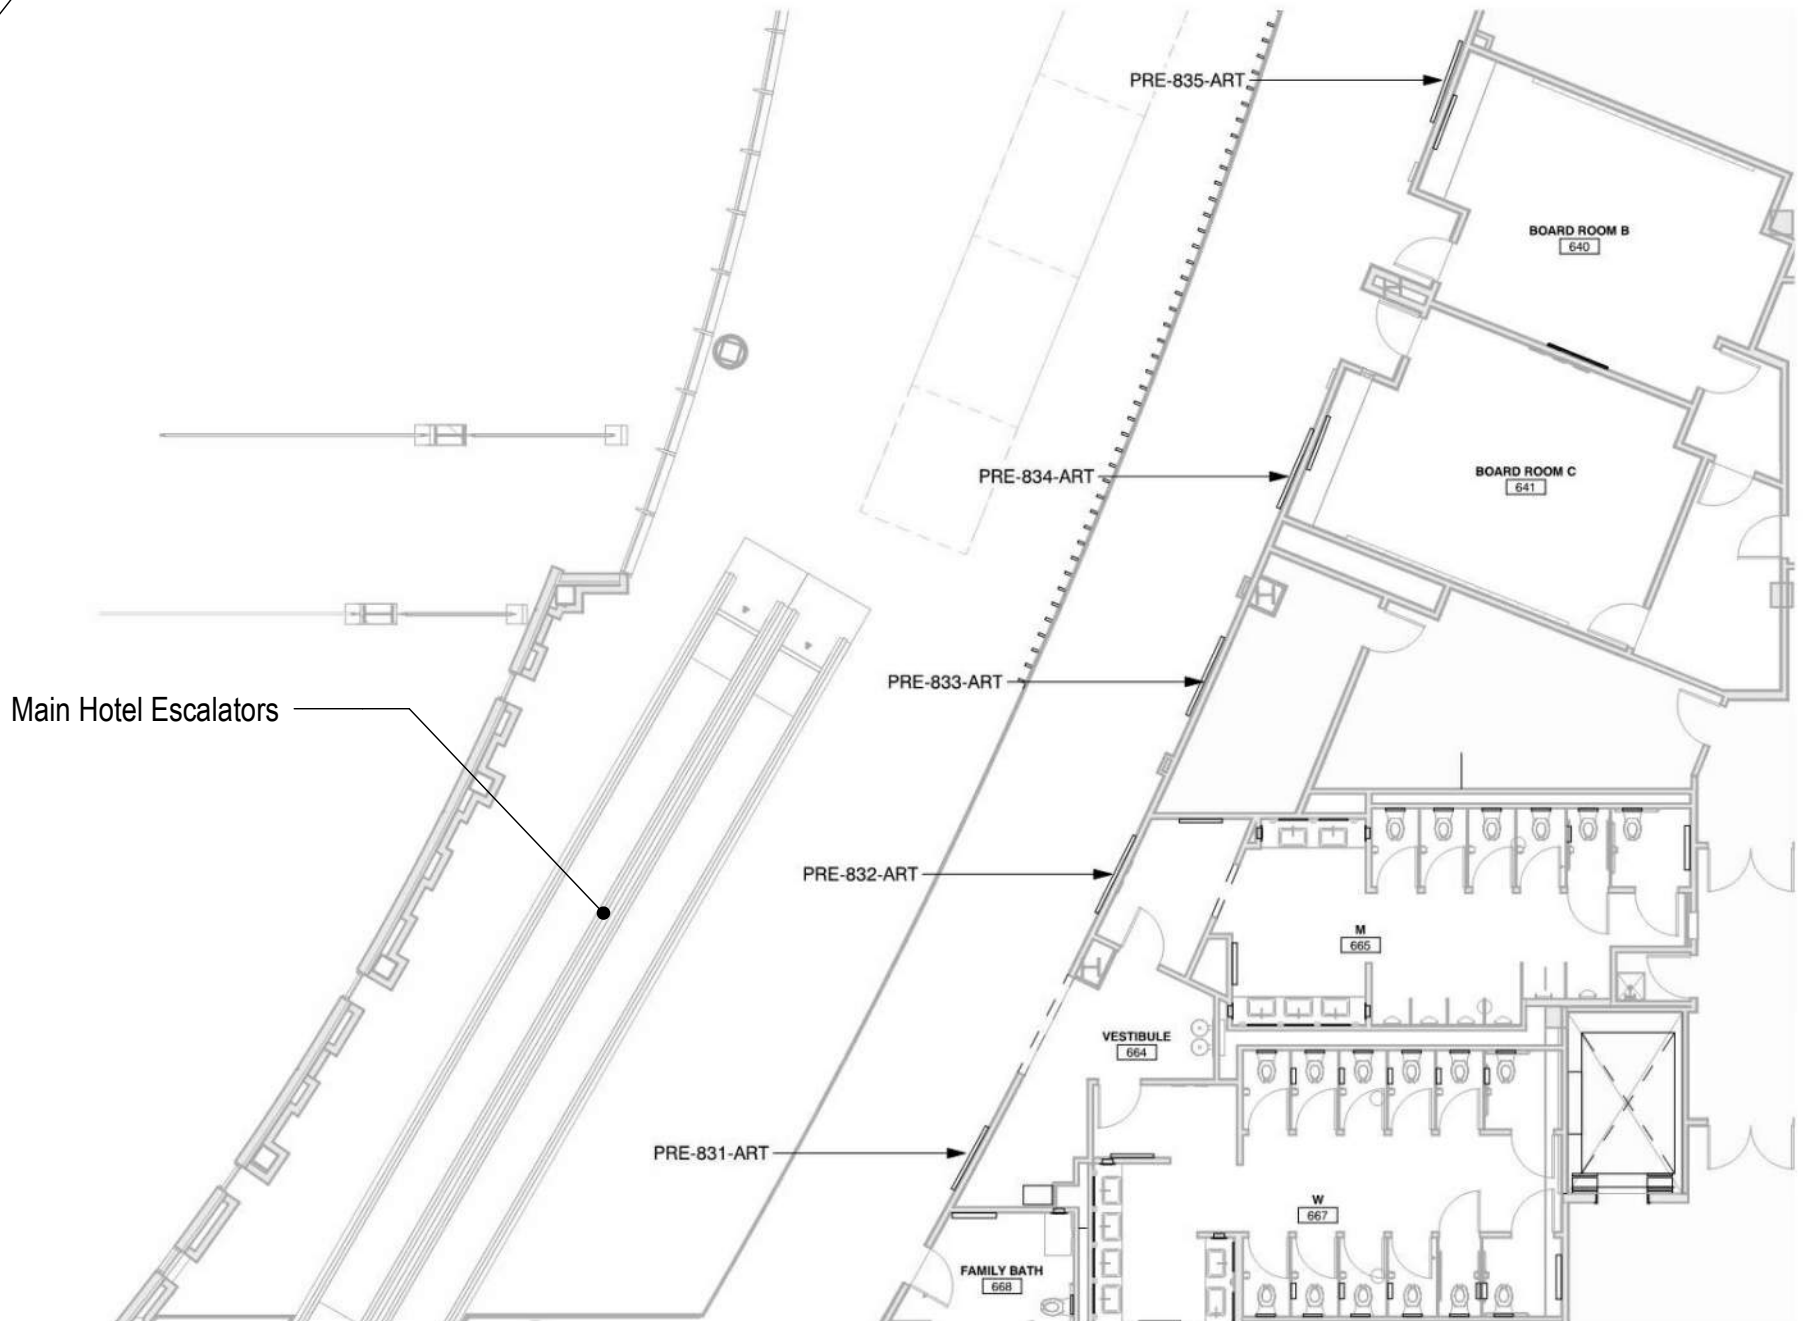 PRE-835-ART
BOARD ROOM B
640
PRE-834-ART
BOARD ROOM C
641
PRE-833-ART
Main Hotel Escalators
PRE-832-ART
M
665
VESTIBULE
664
PRE-831-ART
W
667
FAMILY BATH
668